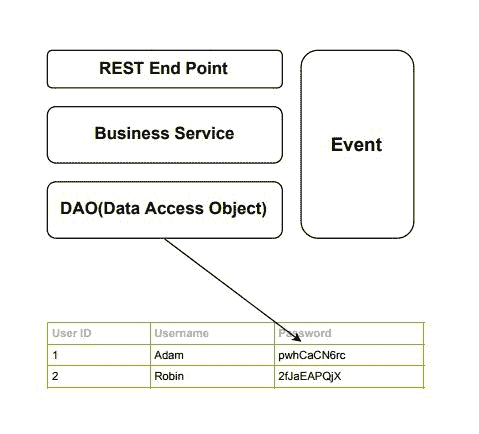 REST End Point
Business Service
Event
DAO(Data Access Object)
User ID Username Password
1 Adam pwhCaCN6rc
2 Robin 2fJaEAPQjX